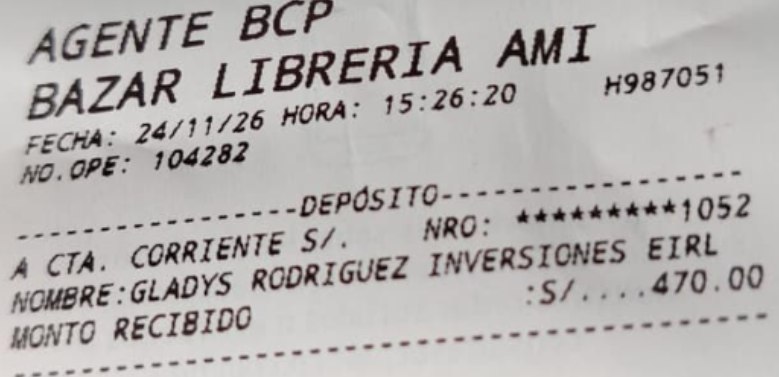 AGENTE BCP
BAZAR LIBRERIA AMI
FECHA: 24/11/26 HORA: 15:26:20 H987051
NO.OPE: 104282
-----------------DEPÓSITO------------------
A CTA. CORRIENTE S/. NRO: *********1052
NOMBRE:GLADYS RODRIGUEZ INVERSIONES EIRL
MONTO RECIBIDO :S/....470.00
-------------------------------------------